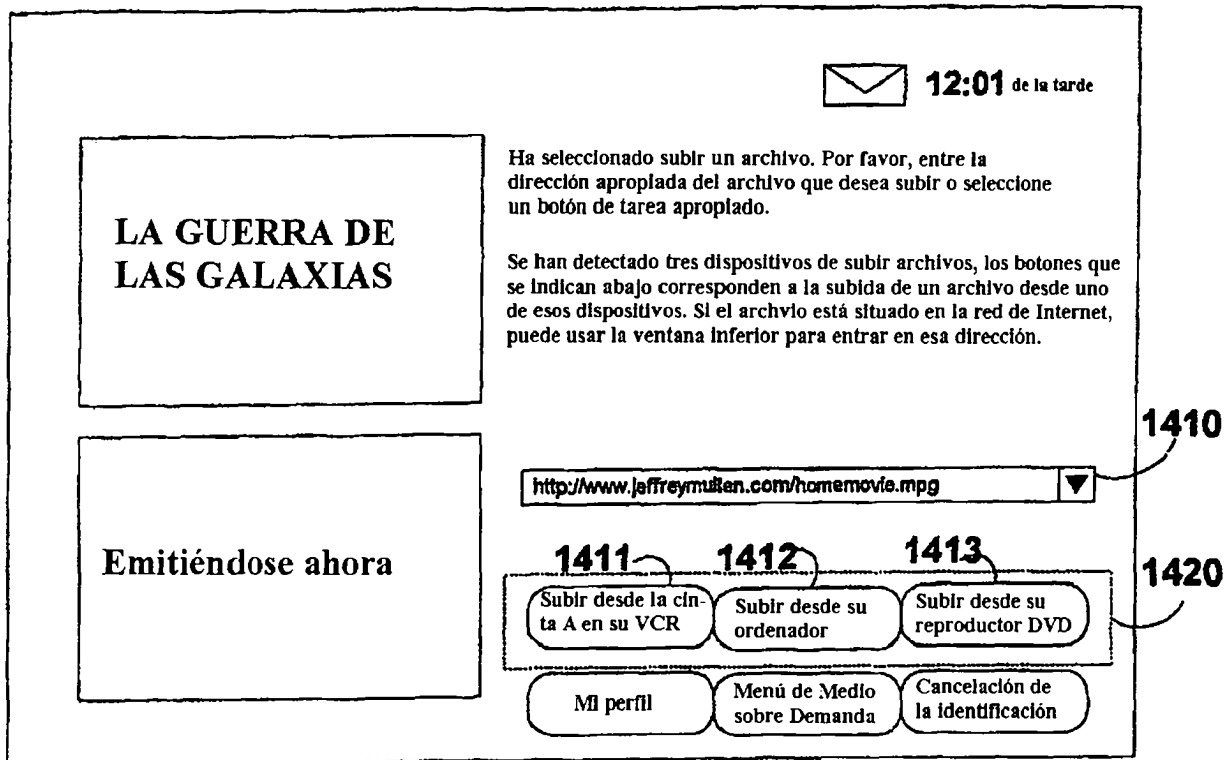 12:01 de la tarde
LA GUERRA DE
LAS GALAXIAS
Ha seleccionado subir un archivo. Por favor, entre la
dirección apropiada del archivo que desea subir o seleccione
un botón de tarea apropiado.
Se han detectado tres dispositivos de subir archivos, los botones que
se indican abajo corresponden a la subida de un archivo desde uno
de esos dispositivos. Si el archvio está situado en la red de Internet,
puede usar la ventana inferior para entrar en esa dirección.
1410
http://www.jeffreymullen.com/homemovie.mpg
Emitiéndose ahora
1411
1412
1413
1420
Subir desde la cin-
ta A en su VCR
Subir desde su
ordenador
Subir desde su
reproductor DVD
Mi perfil
Menú de Medio
sobre Demanda
Cancelación de
la identificación